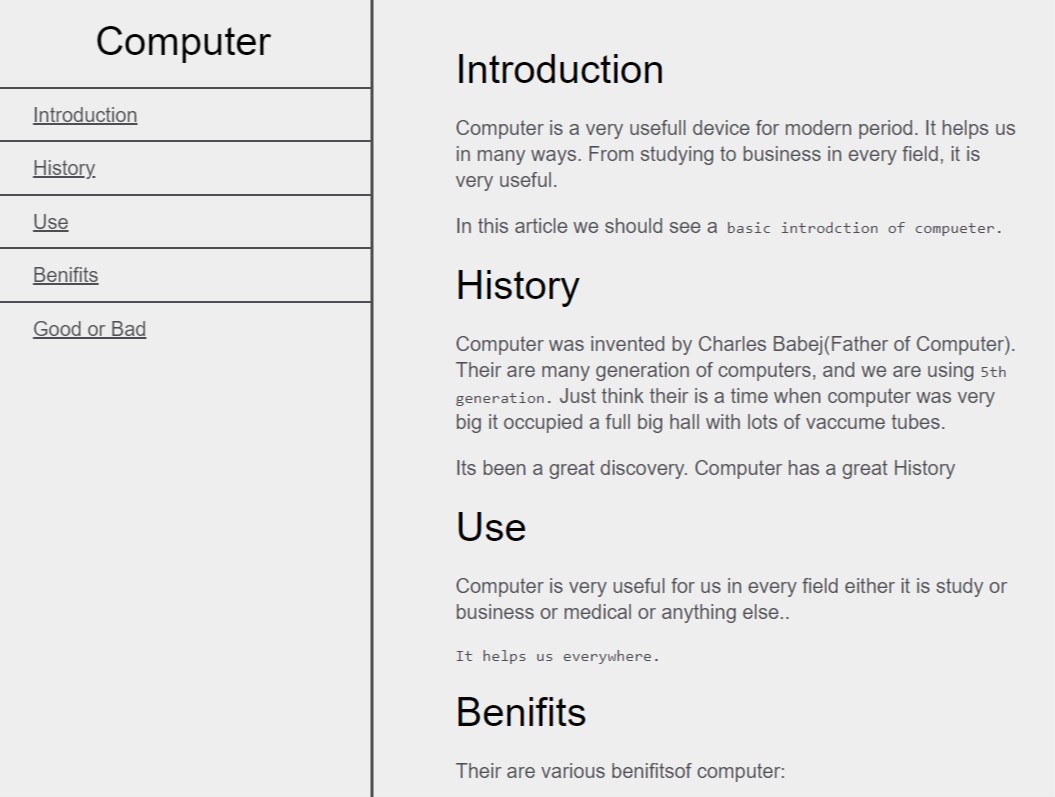 Computer
Introduction
History
Use
Benifits
Good or Bad
Introduction
Computer is a very usefull device for modern period. It helps us
in many ways. From studying to business in every field, it is
very useful.
In this article we should see a basic introdction of compueter.
History
Computer was invented by Charles Babej(Father of Computer).
Their are many generation of computers, and we are using 5th
generation. Just think their is a time when computer was very
big it occupied a full big hall with lots of vaccume tubes.
Its been a great discovery. Computer has a great History
Use
Computer is very useful for us in every field either it is study or
business or medical or anything else..
It helps us everywhere.
Benifits
Their are various benifitsof computer: